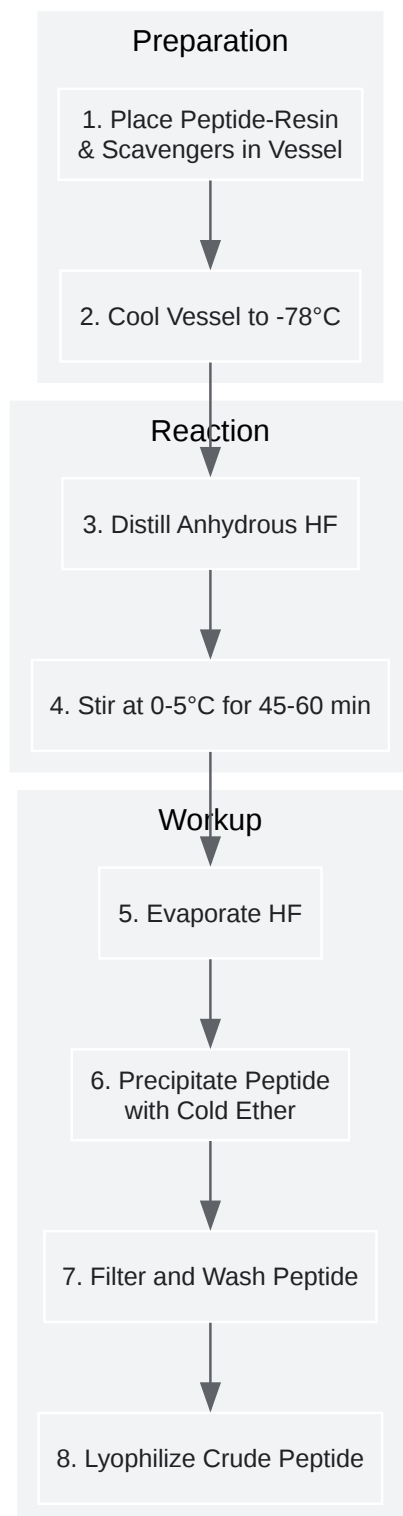 Preparation
1. Place Peptide-Resin
& Scavengers in Vessel
2. Cool Vessel to -78°C
Reaction
3. Distill Anhydrous HF
4. Stir at 0-5°C for 45-60 min
Workup
5. Evaporate HF
6. Precipitate Peptide
with Cold Ether
7. Filter and Wash Peptide
8. Lyophilize Crude Peptide